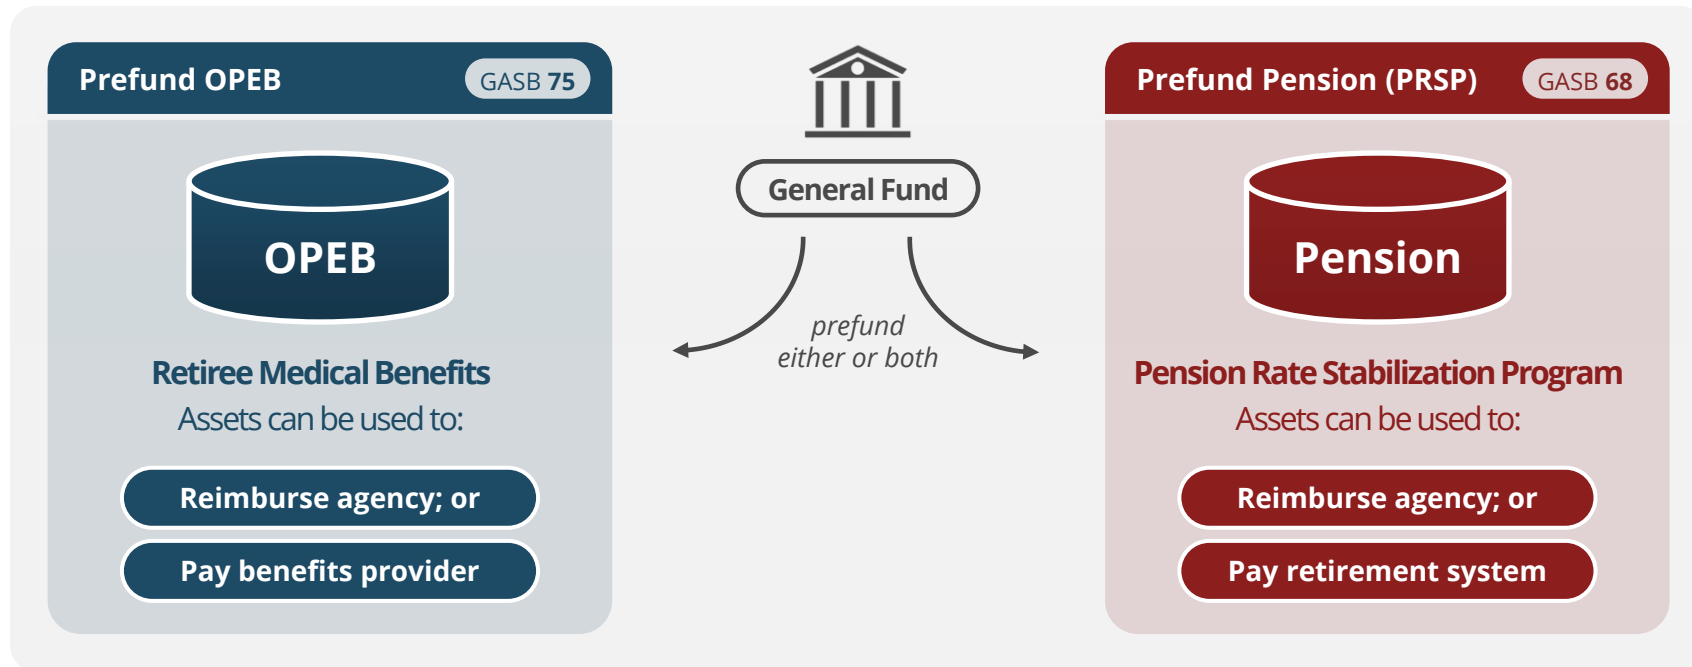 Prefund OPEB
GASB 75
OPEB
Retiree Medical Benefits
Assets can be used to:
Reimburse agency; or
Pay benefits provider
General Fund
prefund
either or both
Prefund Pension (PRSP)
GASB 68
Pension
Pension Rate Stabilization Program
Assets can be used to:
Reimburse agency; or
Pay retirement system